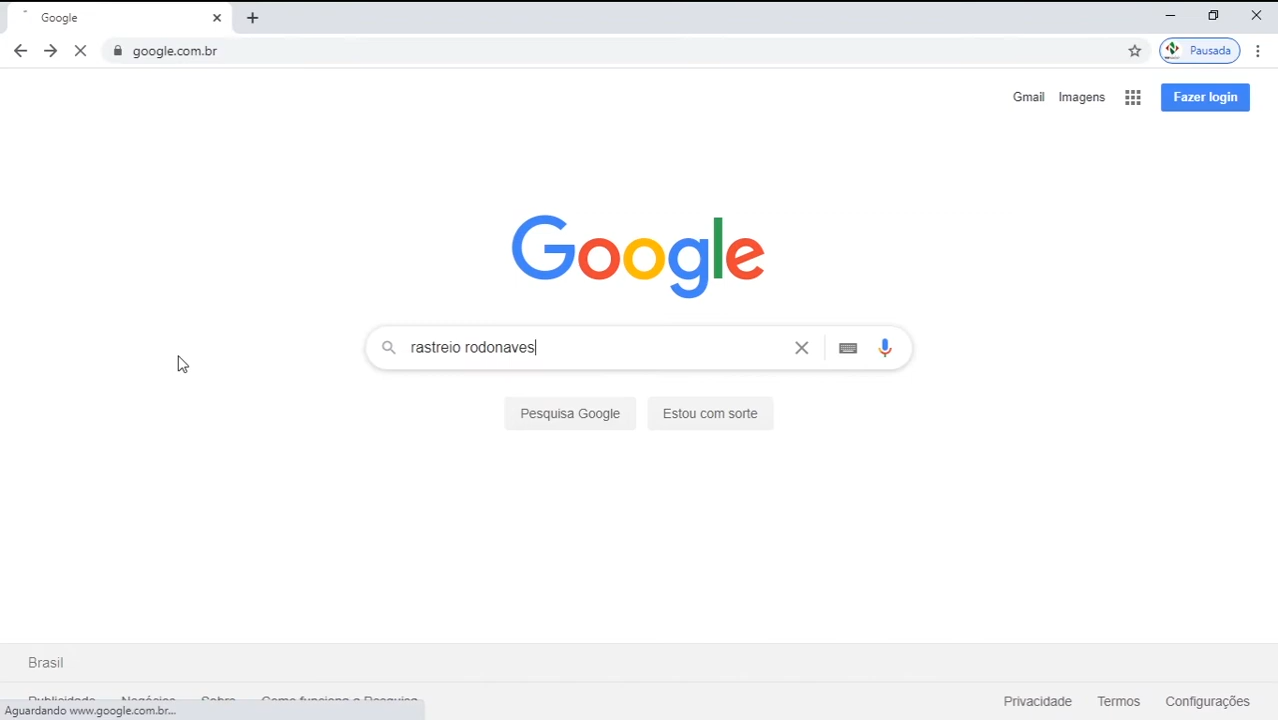 Google
google.com.br
Pausada
Gmail Imagens Fazer login
Google
rastreio rodonaves
Pesquisa Google Estou com sorte
Brasil
Publicidade Negócios Sobre Como funciona a Pesquisa Privacidade Termos Configurações
Aguardando www.google.com.br...